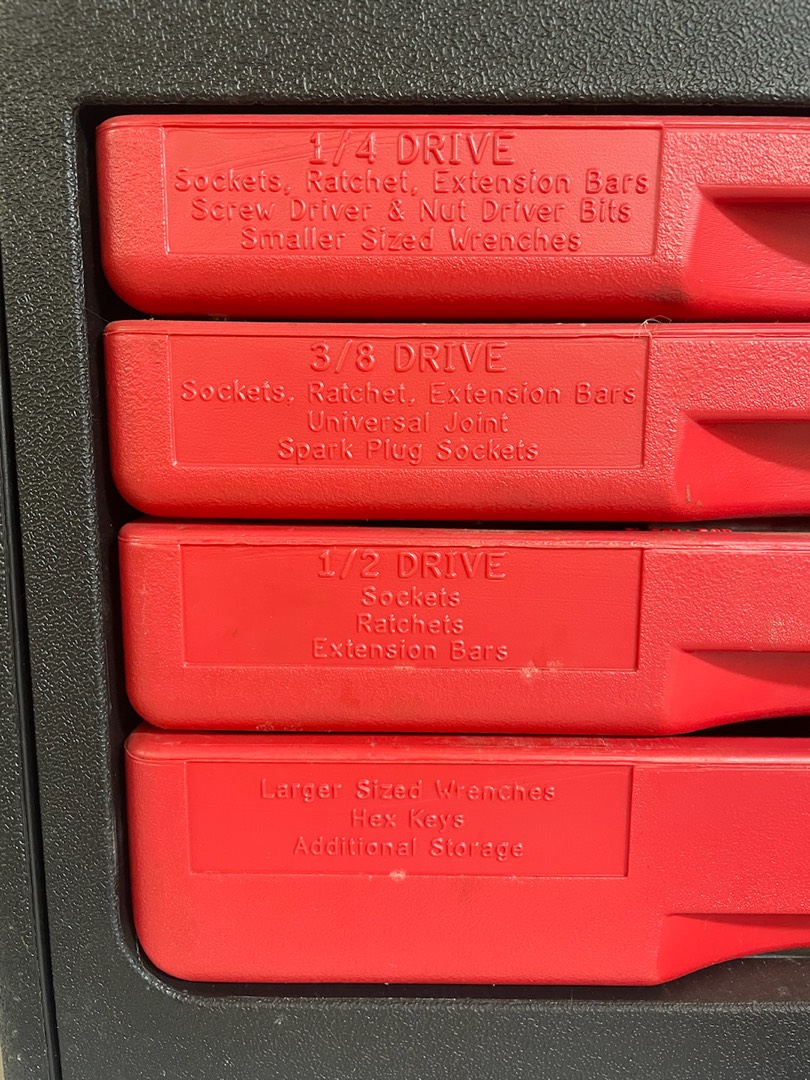 1/4 DRIVE
Sockets, Ratchet, Extension Bars
Screw Driver & Nut Driver Bits
Smaller Sized Wrenches
3/8 DRIVE
Sockets, Ratchet, Extension Bars
Universal Joint
Spark Plug Sockets
1/2 DRIVE
Sockets
Ratchets
Extension Bars
Larger Sized Wrenches
Hex Keys
Additional Storage